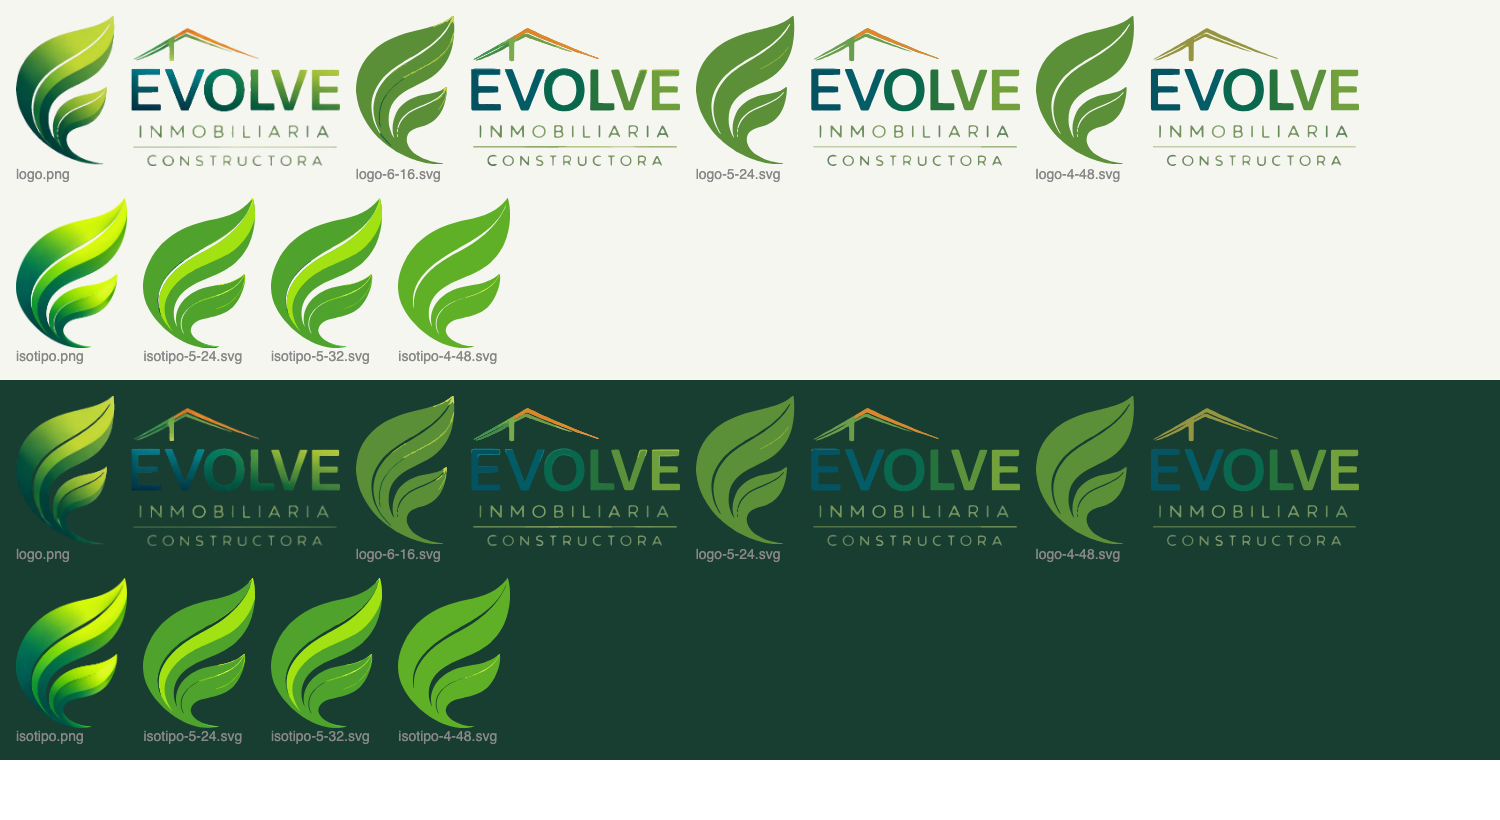 EVOLVE
INMOBILIARIA
CONSTRUCTORA
logo.png
EVOLVE
INMOBILIARIA
CONSTRUCTORA
logo-6-16.svg
EVOLVE
INMOBILIARIA
CONSTRUCTORA
logo-5-24.svg
EVOLVE
INMOBILIARIA
CONSTRUCTORA
logo-4-48.svg
isotipo.png
isotipo-5-24.svg
isotipo-5-32.svg
isotipo-4-48.svg
EVOLVE
INMOBILIARIA
CONSTRUCTORA
logo.png
EVOLVE
INMOBILIARIA
CONSTRUCTORA
logo-6-16.svg
EVOLVE
INMOBILIARIA
CONSTRUCTORA
logo-5-24.svg
EVOLVE
INMOBILIARIA
CONSTRUCTORA
logo-4-48.svg
isotipo.png
isotipo-5-24.svg
isotipo-5-32.svg
isotipo-4-48.svg